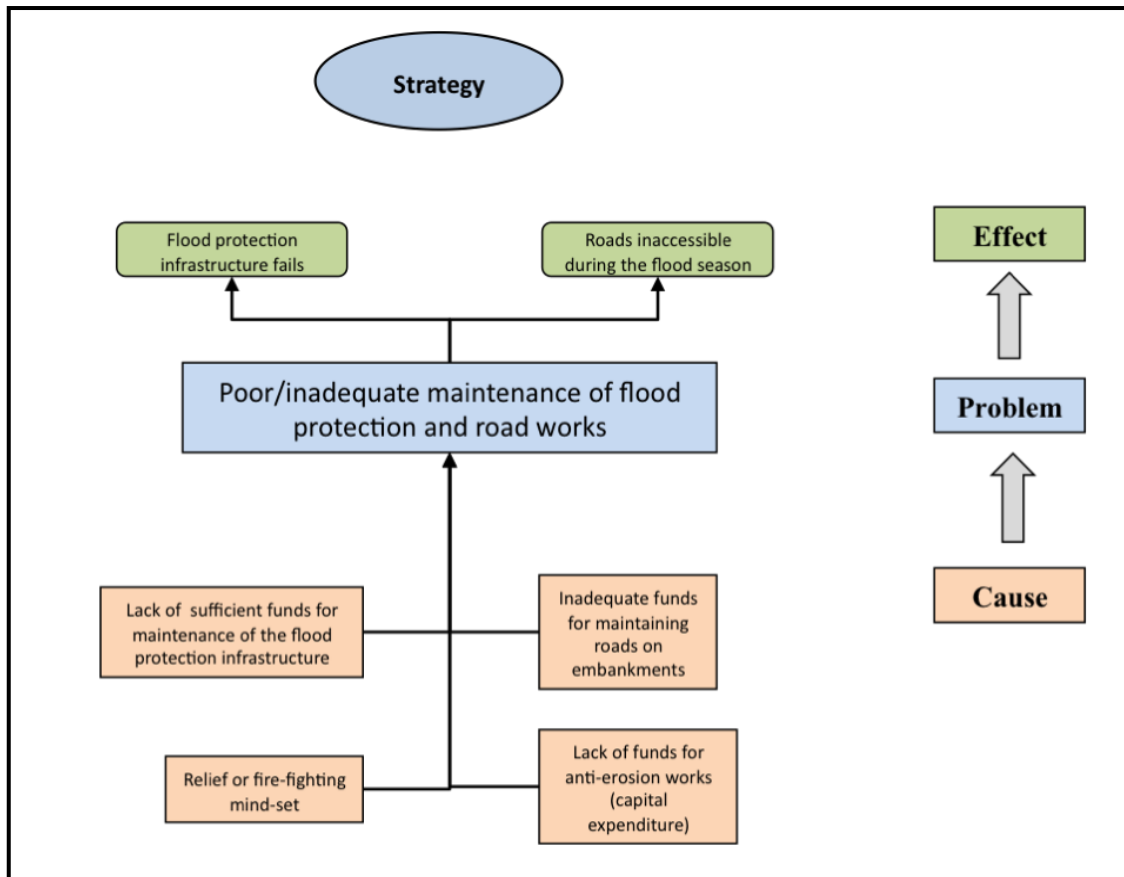 Strategy
Flood protection
infrastructure fails
Roads inaccessible
during the flood season
Effect
Poor/inadequate maintenance of flood
protection and road works
Problem
Lack of  sufficient funds for
maintenance of the flood
protection infrastructure
Inadequate funds
for maintaining
roads on
embankments
Cause
Relief or fire-fighting
mind-set
Lack of funds for
anti-erosion works
(capital
expenditure)